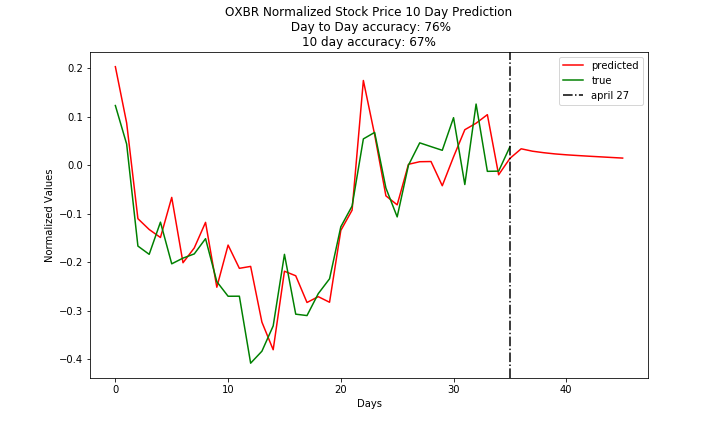 OXBR Normalized Stock Price 10 Day Prediction
Day to Day accuracy: 76%
10 day accuracy: 67%
predicted
true
april 27
0.2
0.1
0.0
−0.1
−0.2
−0.3
−0.4
Normalized Values
0 10 20 30 40
Days